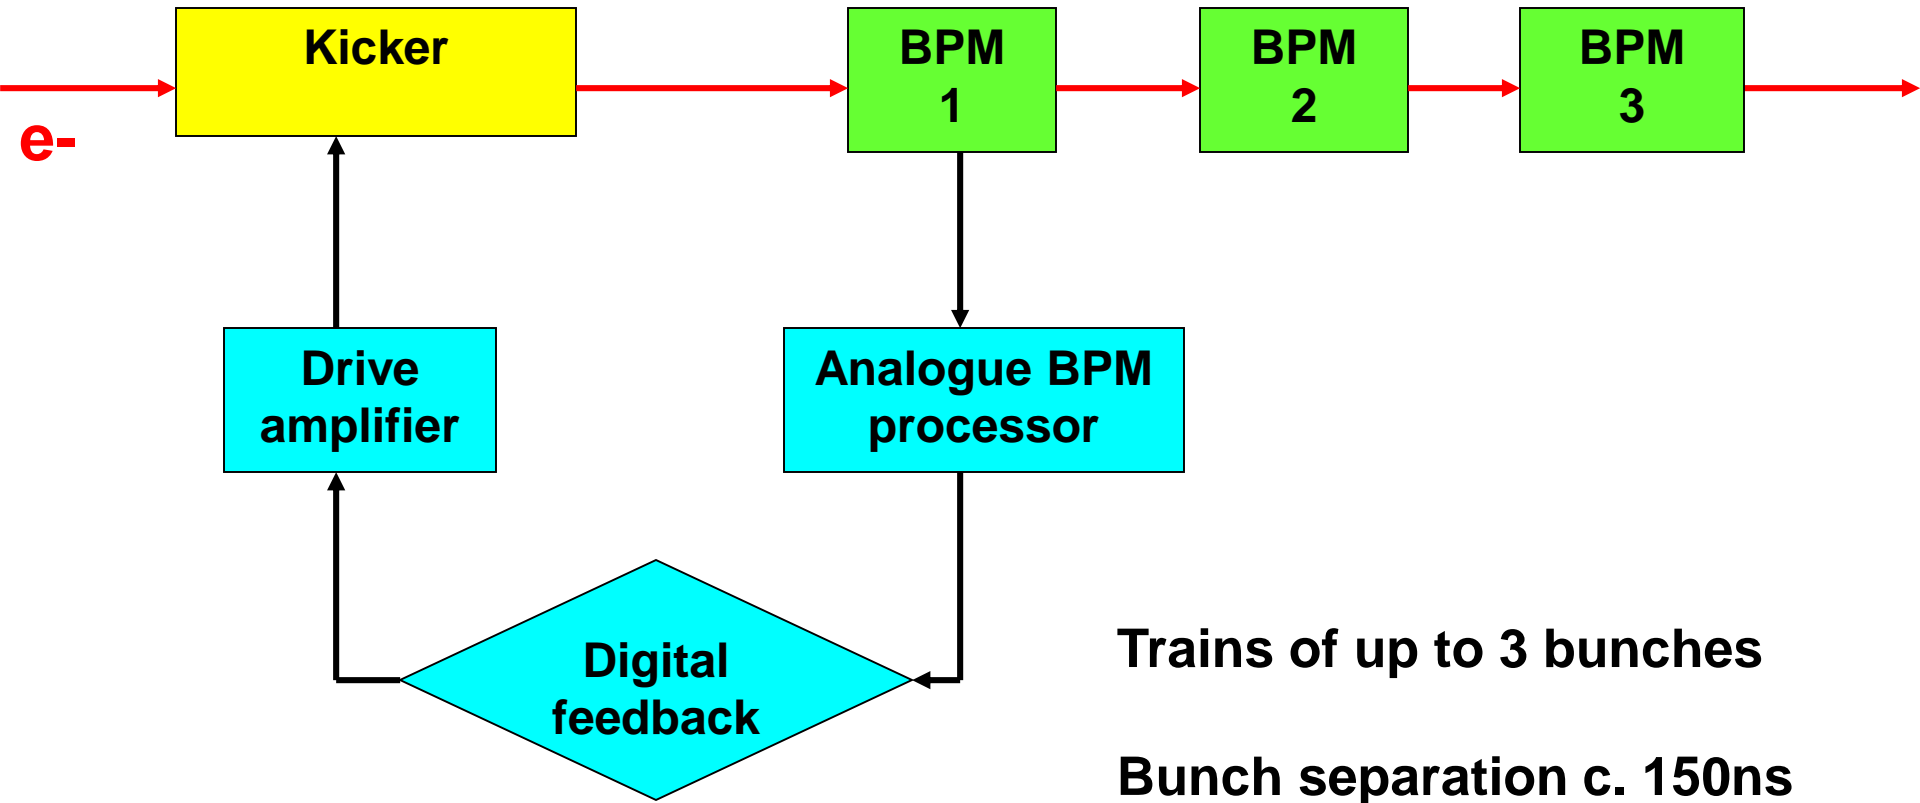 Kicker
BPM
1
BPM
2
BPM
3
e-
Drive
amplifier
Analogue BPM
processor
Digital
feedback
Trains of up to 3 bunches
Bunch separation c. 150ns